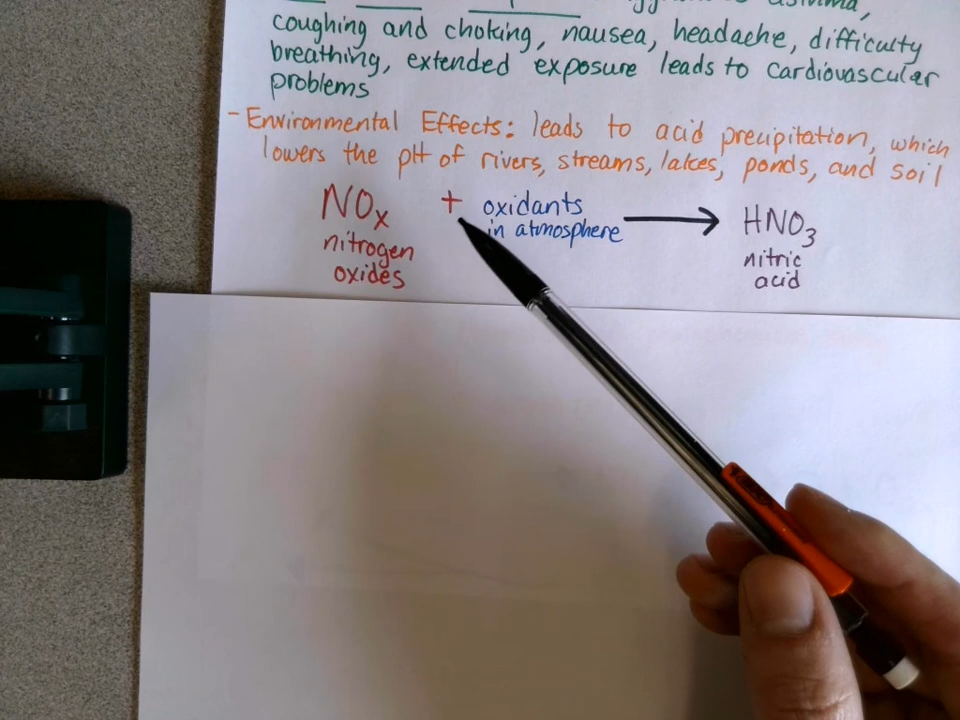 asthma,
coughing and choking, nausea, headache, difficulty
breathing, extended exposure leads to cardiovascular
problems
- Environmental Effects: leads to acid precipitation, which
lowers the pH of rivers, streams, lakes, ponds, and soil
NOx + oxidants in atmosphere → HNO3
nitrogen oxides nitric acid